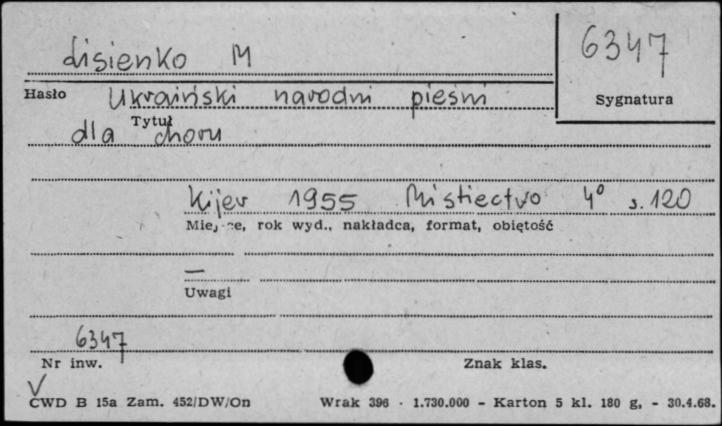 Lisienko M
6347
Hasło
Sygnatura
Ukraiński narodni pieśni
Tytuł
dla choru
Kijev 1955 Mistiectvo 4° s. 120
Miejsce, rok wyd., nakładca, format, obiętość
—
Uwagi
6347
Nr inw.
Znak klas.
V
CWD B 15a Zam. 452/DW/On Wrak 396 · 1.730.000 - Karton 5 kl. 180 g, - 30.4.68.